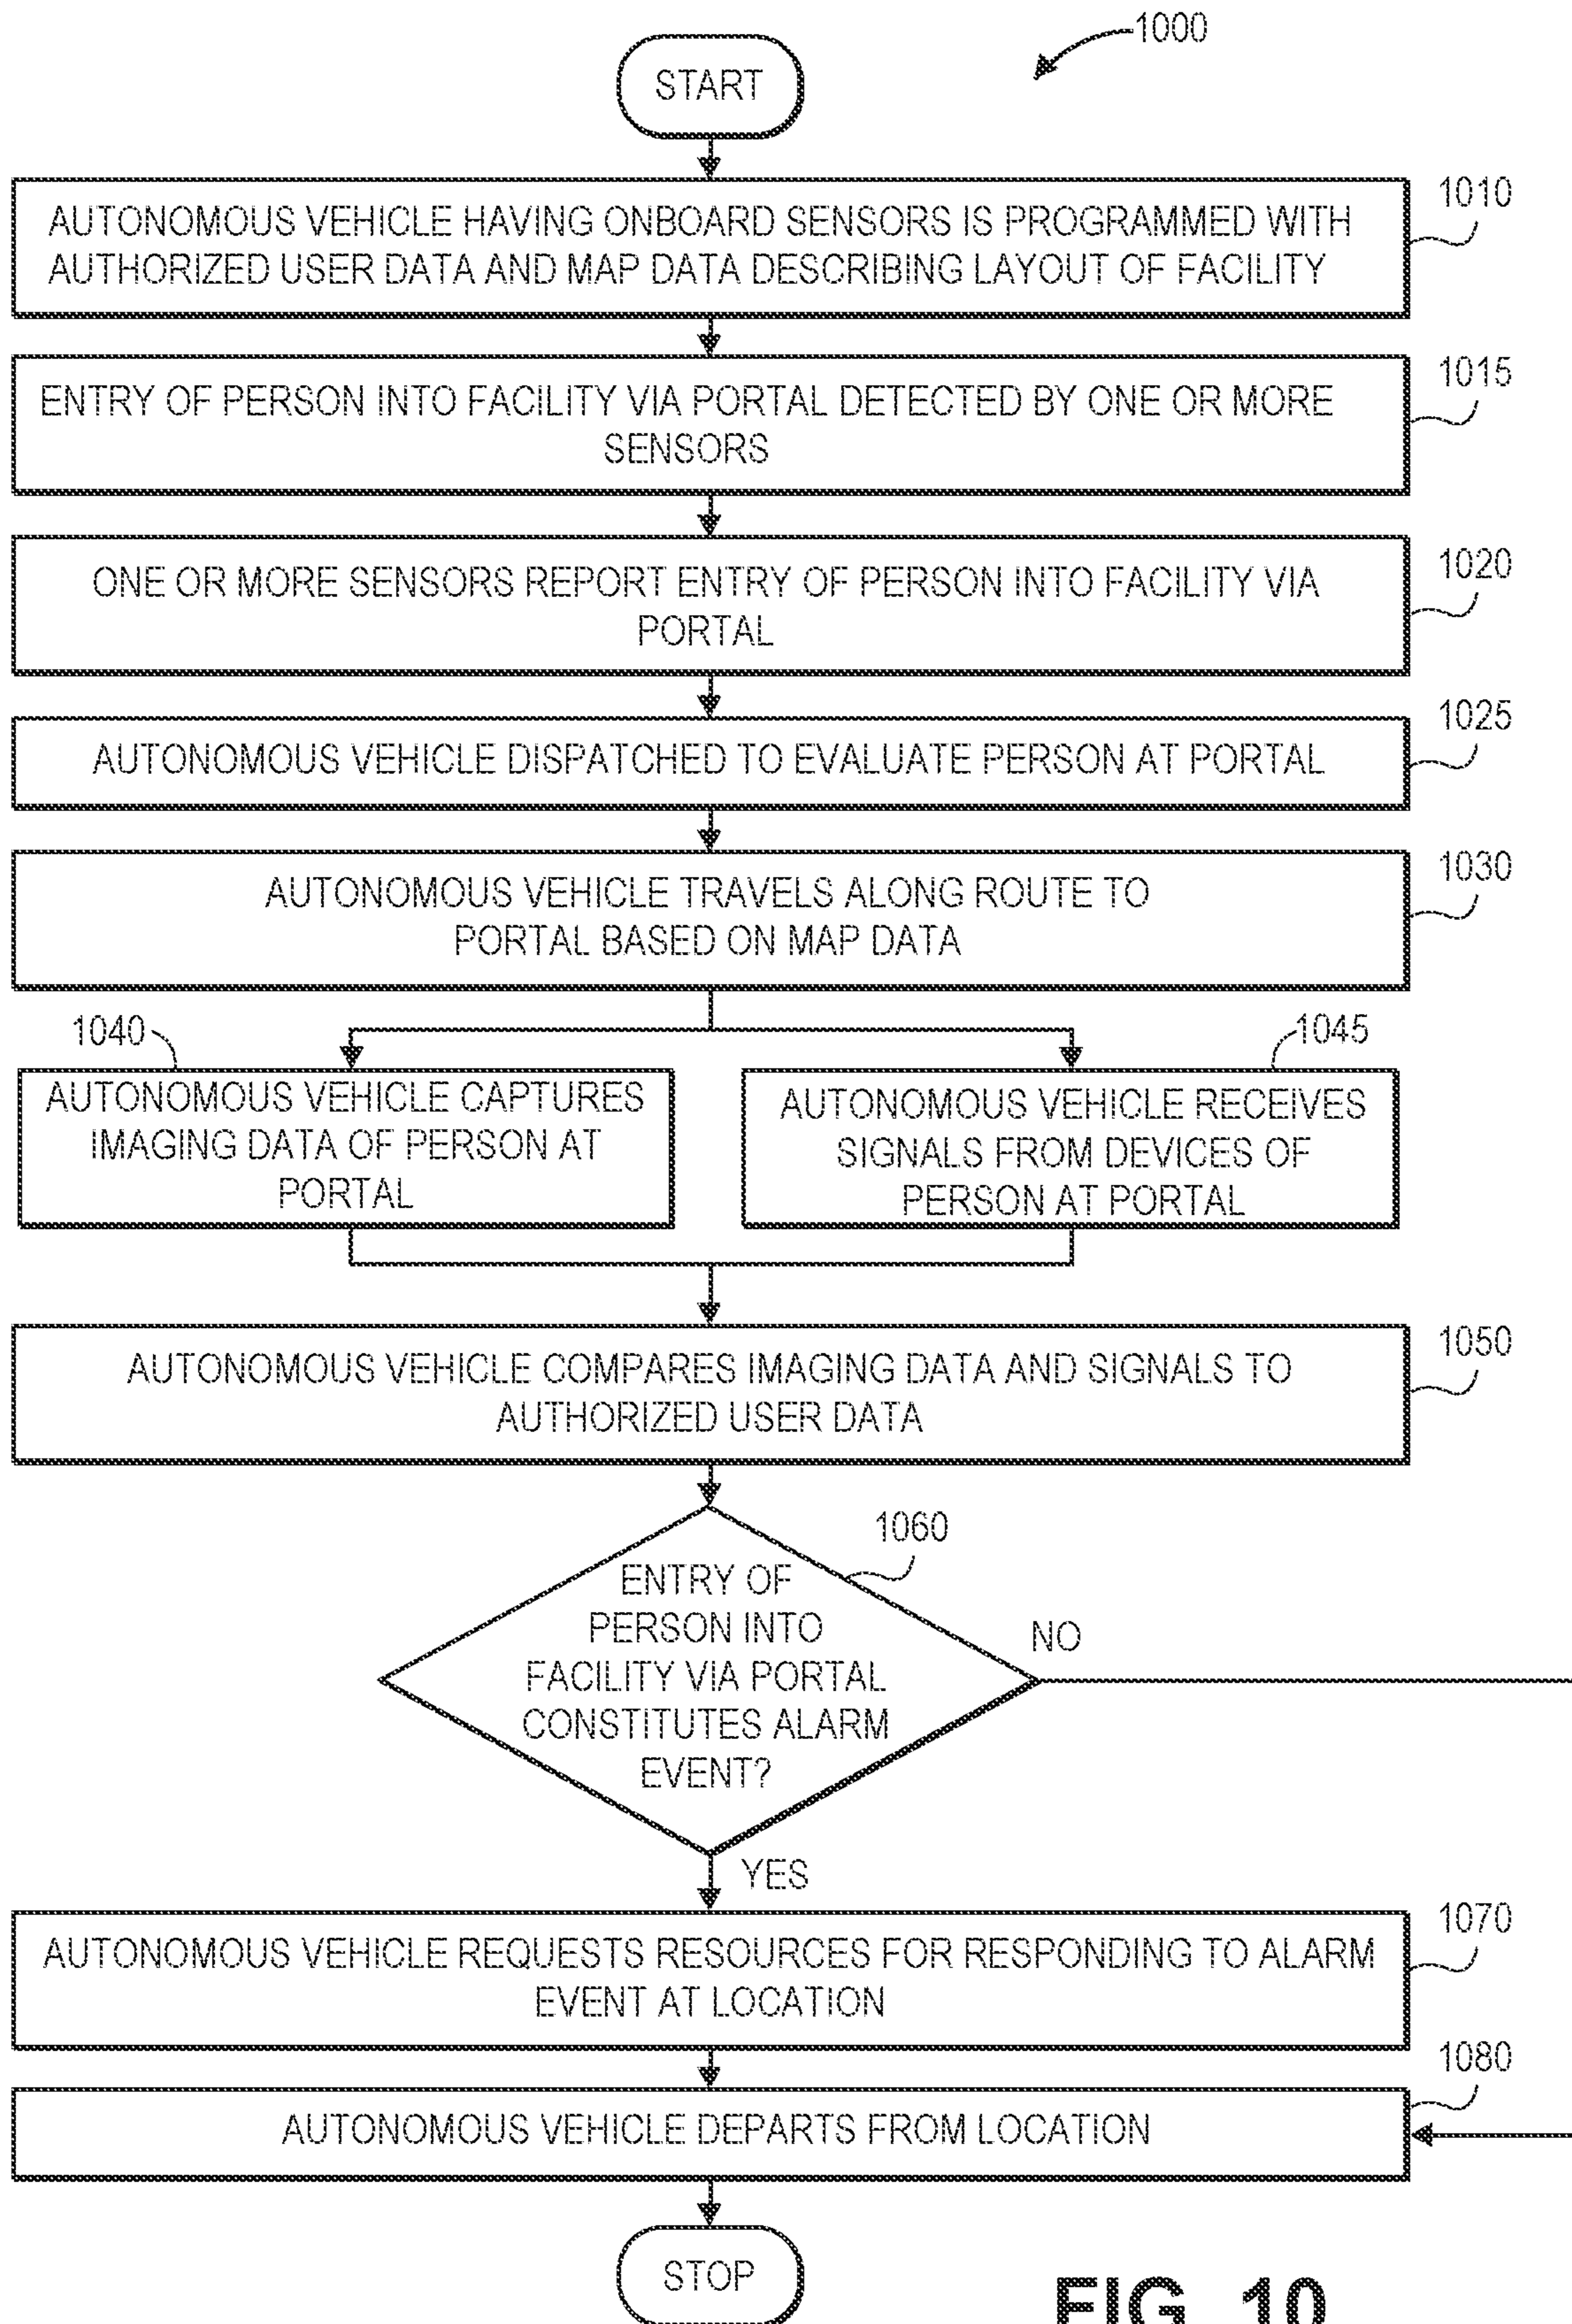 1000
START
1010
AUTONOMOUS VEHICLE HAVING ONBOARD SENSORS IS PROGRAMMED WITH
AUTHORIZED USER DATA AND MAP DATA DESCRIBING LAYOUT OF FACILITY
1015
ENTRY OF PERSON INTO FACILITY VIA PORTAL DETECTED BY ONE OR MORE
SENSORS
1020
ONE OR MORE SENSORS REPORT ENTRY OF PERSON INTO FACILITY VIA
PORTAL
1025
AUTONOMOUS VEHICLE DISPATCHED TO EVALUATE PERSON AT PORTAL
1030
AUTONOMOUS VEHICLE TRAVELS ALONG ROUTE TO
PORTAL BASED ON MAP DATA
1040
AUTONOMOUS VEHICLE CAPTURES
IMAGING DATA OF PERSON AT
PORTAL
1045
AUTONOMOUS VEHICLE RECEIVES
SIGNALS FROM DEVICES OF
PERSON AT PORTAL
1050
AUTONOMOUS VEHICLE COMPARES IMAGING DATA AND SIGNALS TO
AUTHORIZED USER DATA
1060
ENTRY OF
PERSON INTO
FACILITY VIA PORTAL
CONSTITUTES ALARM
EVENT?
NO
YES
1070
AUTONOMOUS VEHICLE REQUESTS RESOURCES FOR RESPONDING TO ALARM
EVENT AT LOCATION
1080
AUTONOMOUS VEHICLE DEPARTS FROM LOCATION
STOP
FIG. 10